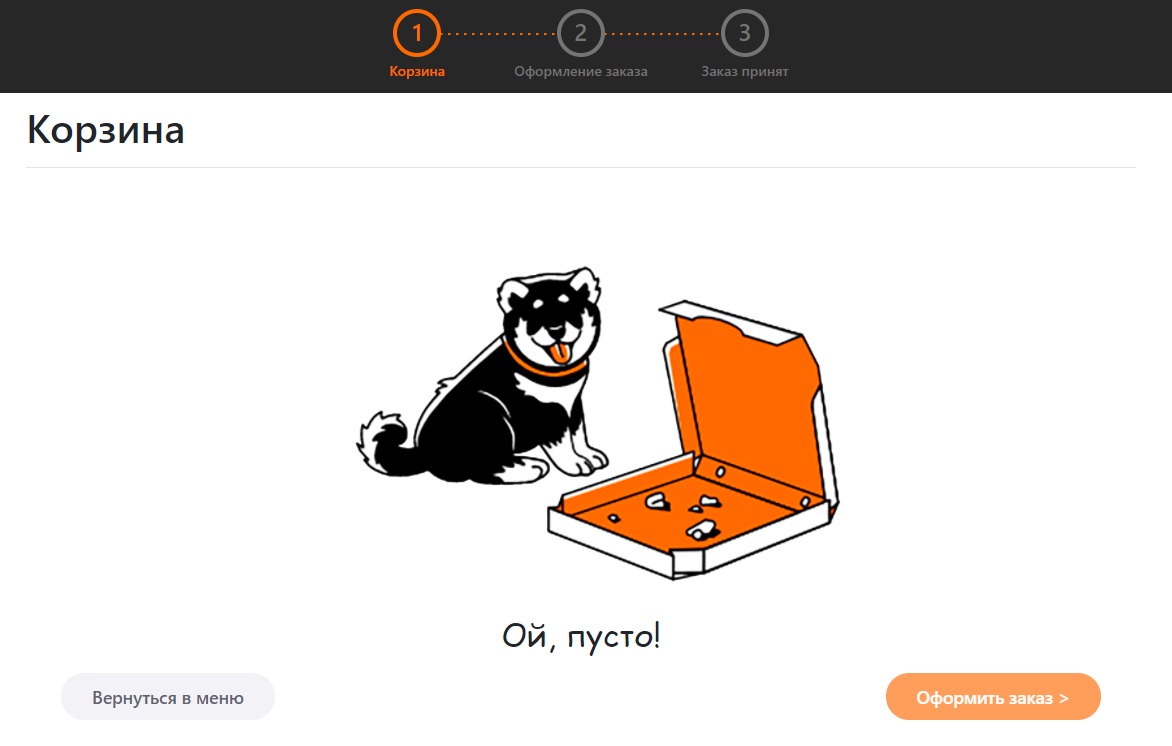 1 2 3
Корзина Оформление заказа Заказ принят
Корзина
Ой, пусто!
Вернуться в меню Оформить заказ >